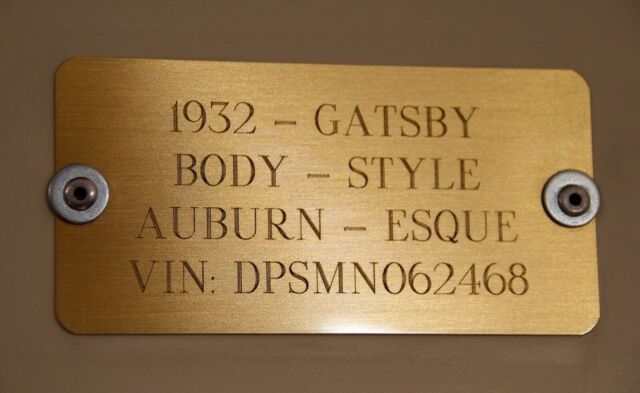 1932 – GATSBY
BODY – STYLE
AUBURN – ESQUE
VIN: DPSMN062468